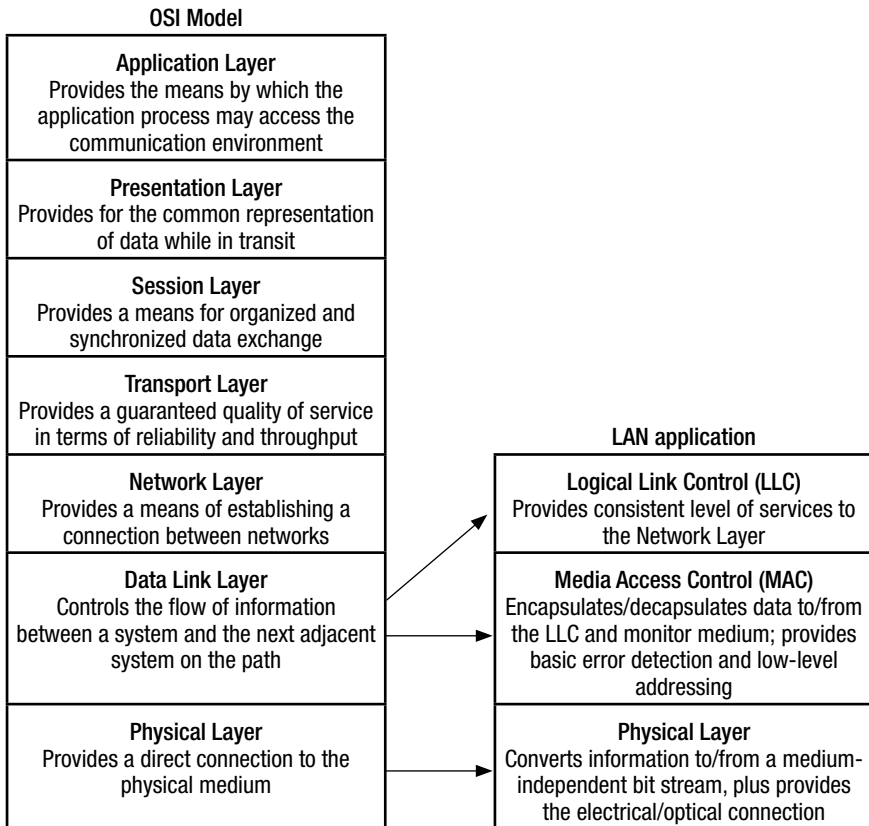 OSI Model
Application Layer
Provides the means by which the
application process may access the
communication environment
Presentation Layer
Provides for the common representation
of data while in transit
Session Layer
Provides a means for organized and
synchronized data exchange
Transport Layer
Provides a guaranteed quality of service
in terms of reliability and throughput
Network Layer
Provides a means of establishing a
connection between networks
Data Link Layer
Controls the flow of information
between a system and the next adjacent
system on the path
Physical Layer
Provides a direct connection to the
physical medium
LAN application
Logical Link Control (LLC)
Provides consistent level of services to
the Network Layer
Media Access Control (MAC)
Encapsulates/decapsulates data to/from
the LLC and monitor medium; provides
basic error detection and low-level
addressing
Physical Layer
Converts information to/from a medium-
independent bit stream, plus provides
the electrical/optical connection